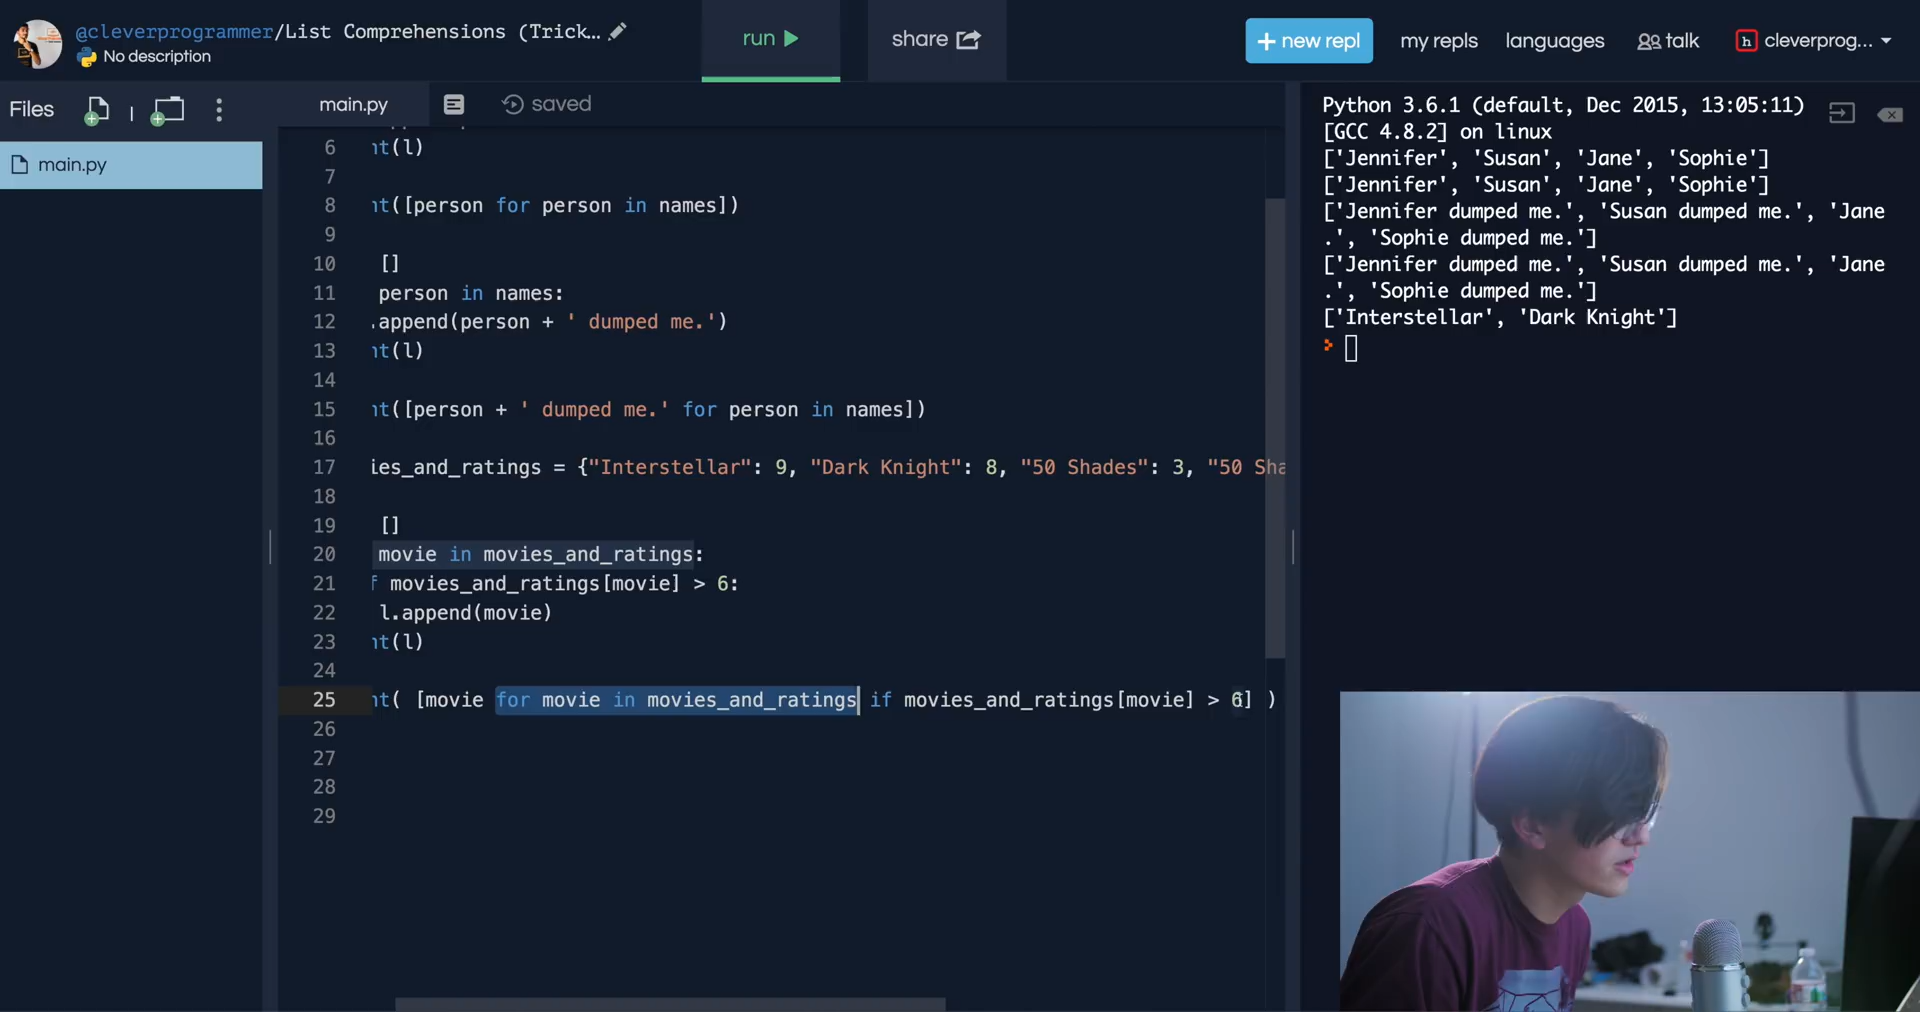 @cleverprogrammer/List Comprehensions (Trick...
No description
run
share
+ new repl
my repls
languages
talk
cleverprog...
Files
main.py
saved
main.py
6 nt(l)
7
8 nt([person for person in names])
9
10 []
11 person in names:
12 .append(person + ' dumped me.')
13 nt(l)
14
15 nt([person + ' dumped me.' for person in names])
16
17 ies_and_ratings = {"Interstellar": 9, "Dark Knight": 8, "50 Shades": 3, "50 Sha
18
19 []
20 movie in movies_and_ratings:
21 f movies_and_ratings[movie] > 6:
22 l.append(movie)
23 nt(l)
24
25 nt( [movie for movie in movies_and_ratings if movies_and_ratings[movie] > 6] )
26
27
28
29
Python 3.6.1 (default, Dec 2015, 13:05:11)
[GCC 4.8.2] on linux
['Jennifer', 'Susan', 'Jane', 'Sophie']
['Jennifer', 'Susan', 'Jane', 'Sophie']
['Jennifer dumped me.', 'Susan dumped me.', 'Jane
.', 'Sophie dumped me.']
['Jennifer dumped me.', 'Susan dumped me.', 'Jane
.', 'Sophie dumped me.']
['Interstellar', 'Dark Knight']